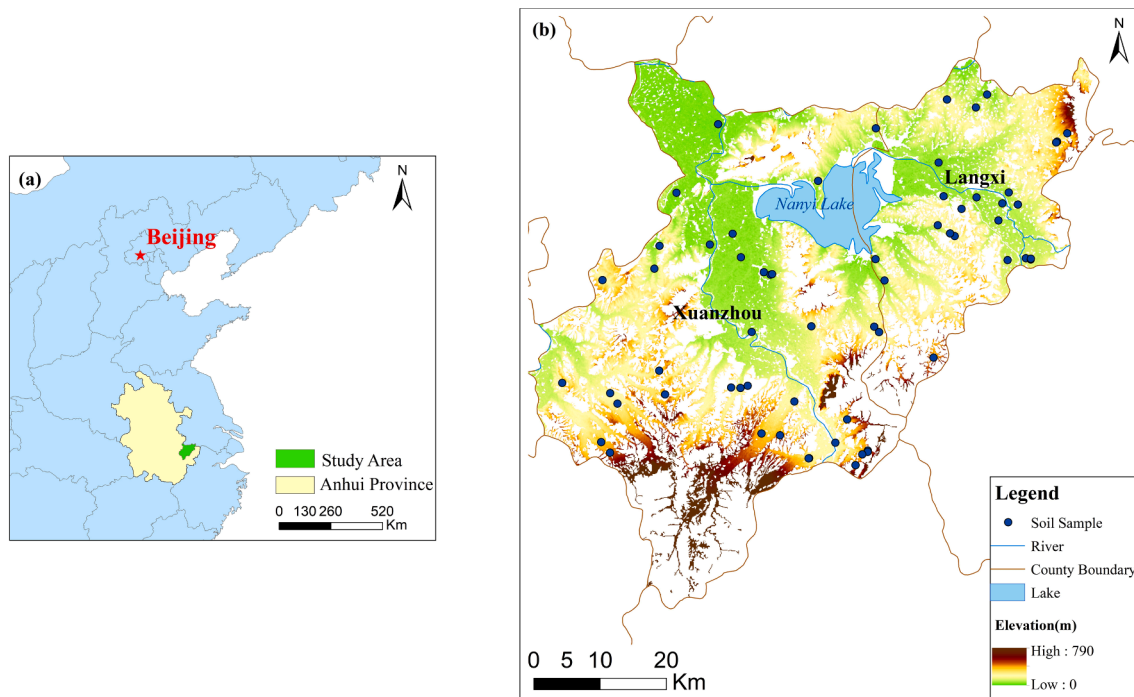 (a)
N
Beijing
Study Area
Anhui Province
0 130 260 520
Km
(b)
N
Langxi
Nanyi Lake
Xuanzhou
0 5 10 20
Km
Legend
Soil Sample
River
County Boundary
Lake
Elevation(m)
High : 790
Low : 0